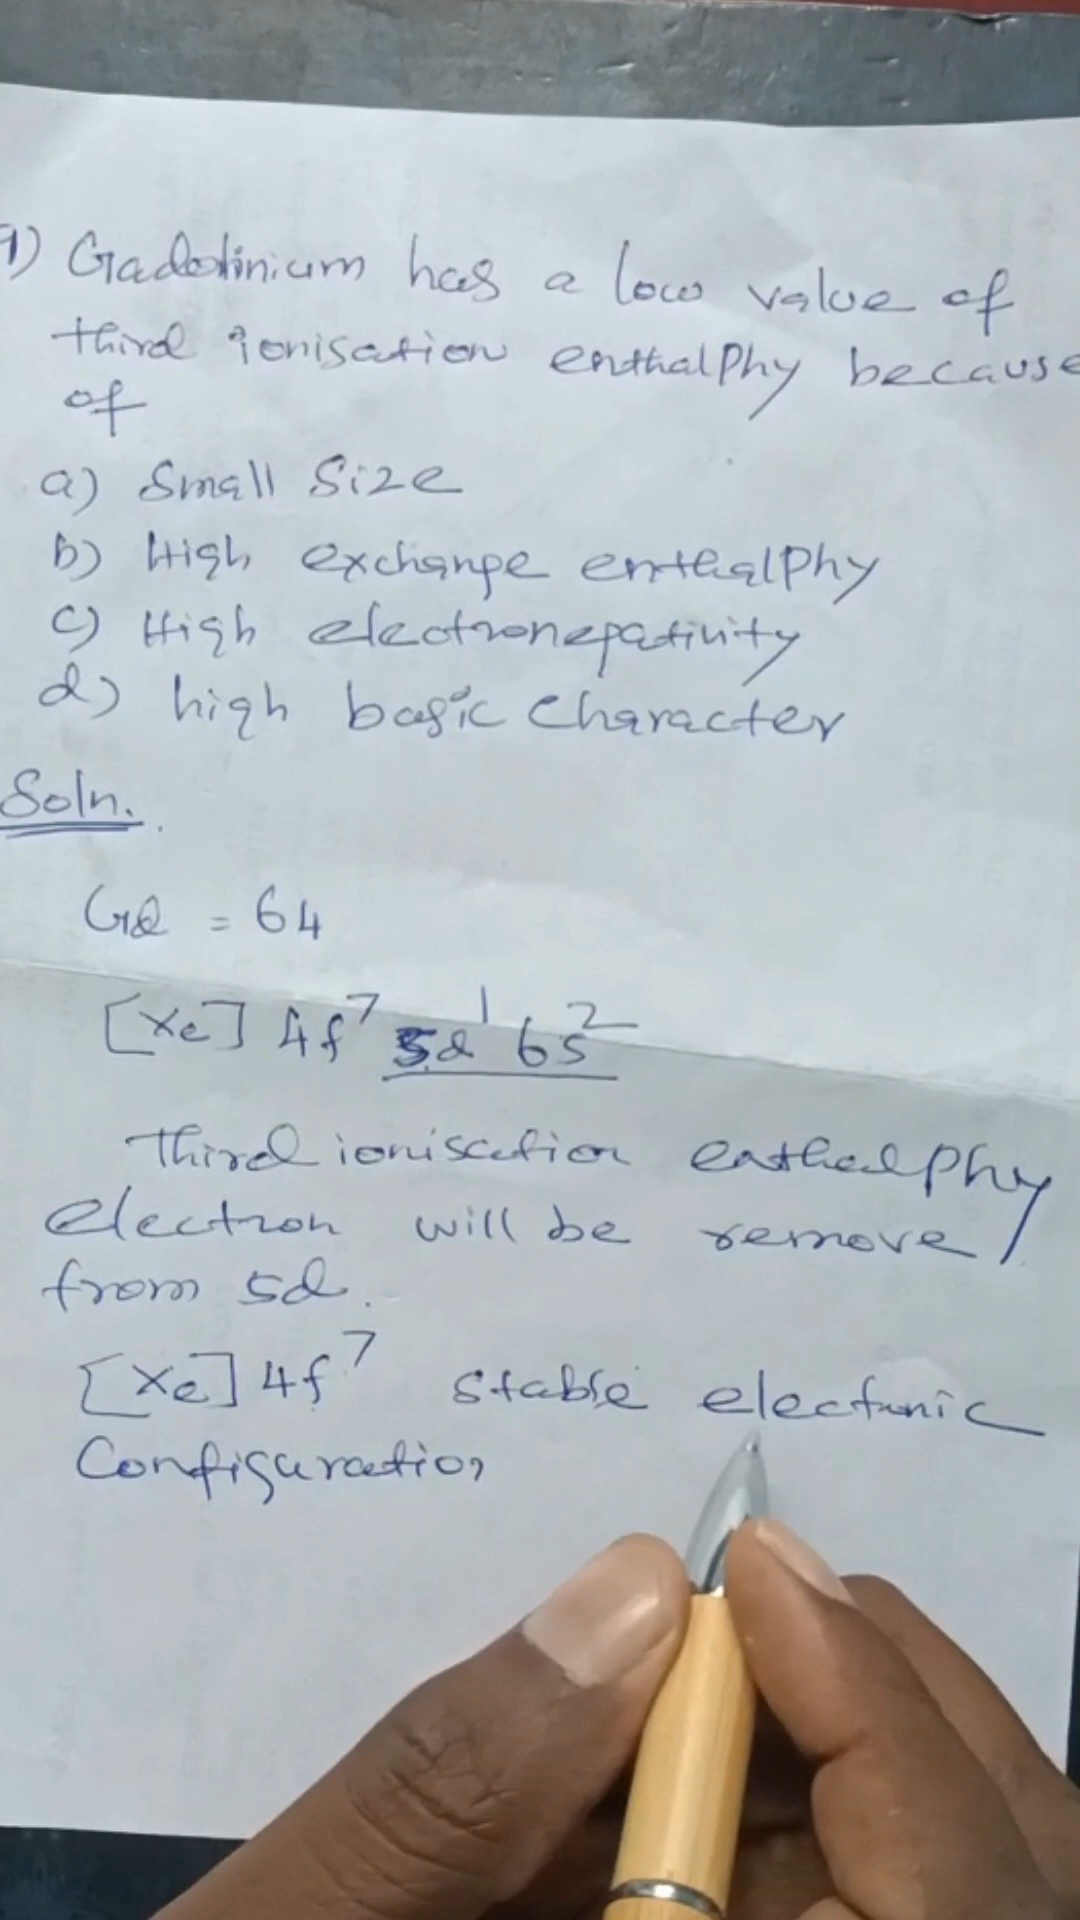 9) Gadolinium has a low value of
third ionisation enthalphy because
of
a) Small Size
b) High exchange enthalphy
c) High electronegativity
d) high basic character
Soln.
Gd = 64
[Xe] 4f⁷ 5d¹ 6s²
Third ionisation enthalphy
electron will be remove
from 5d.
[Xe] 4f⁷ stable electunic
Configuration